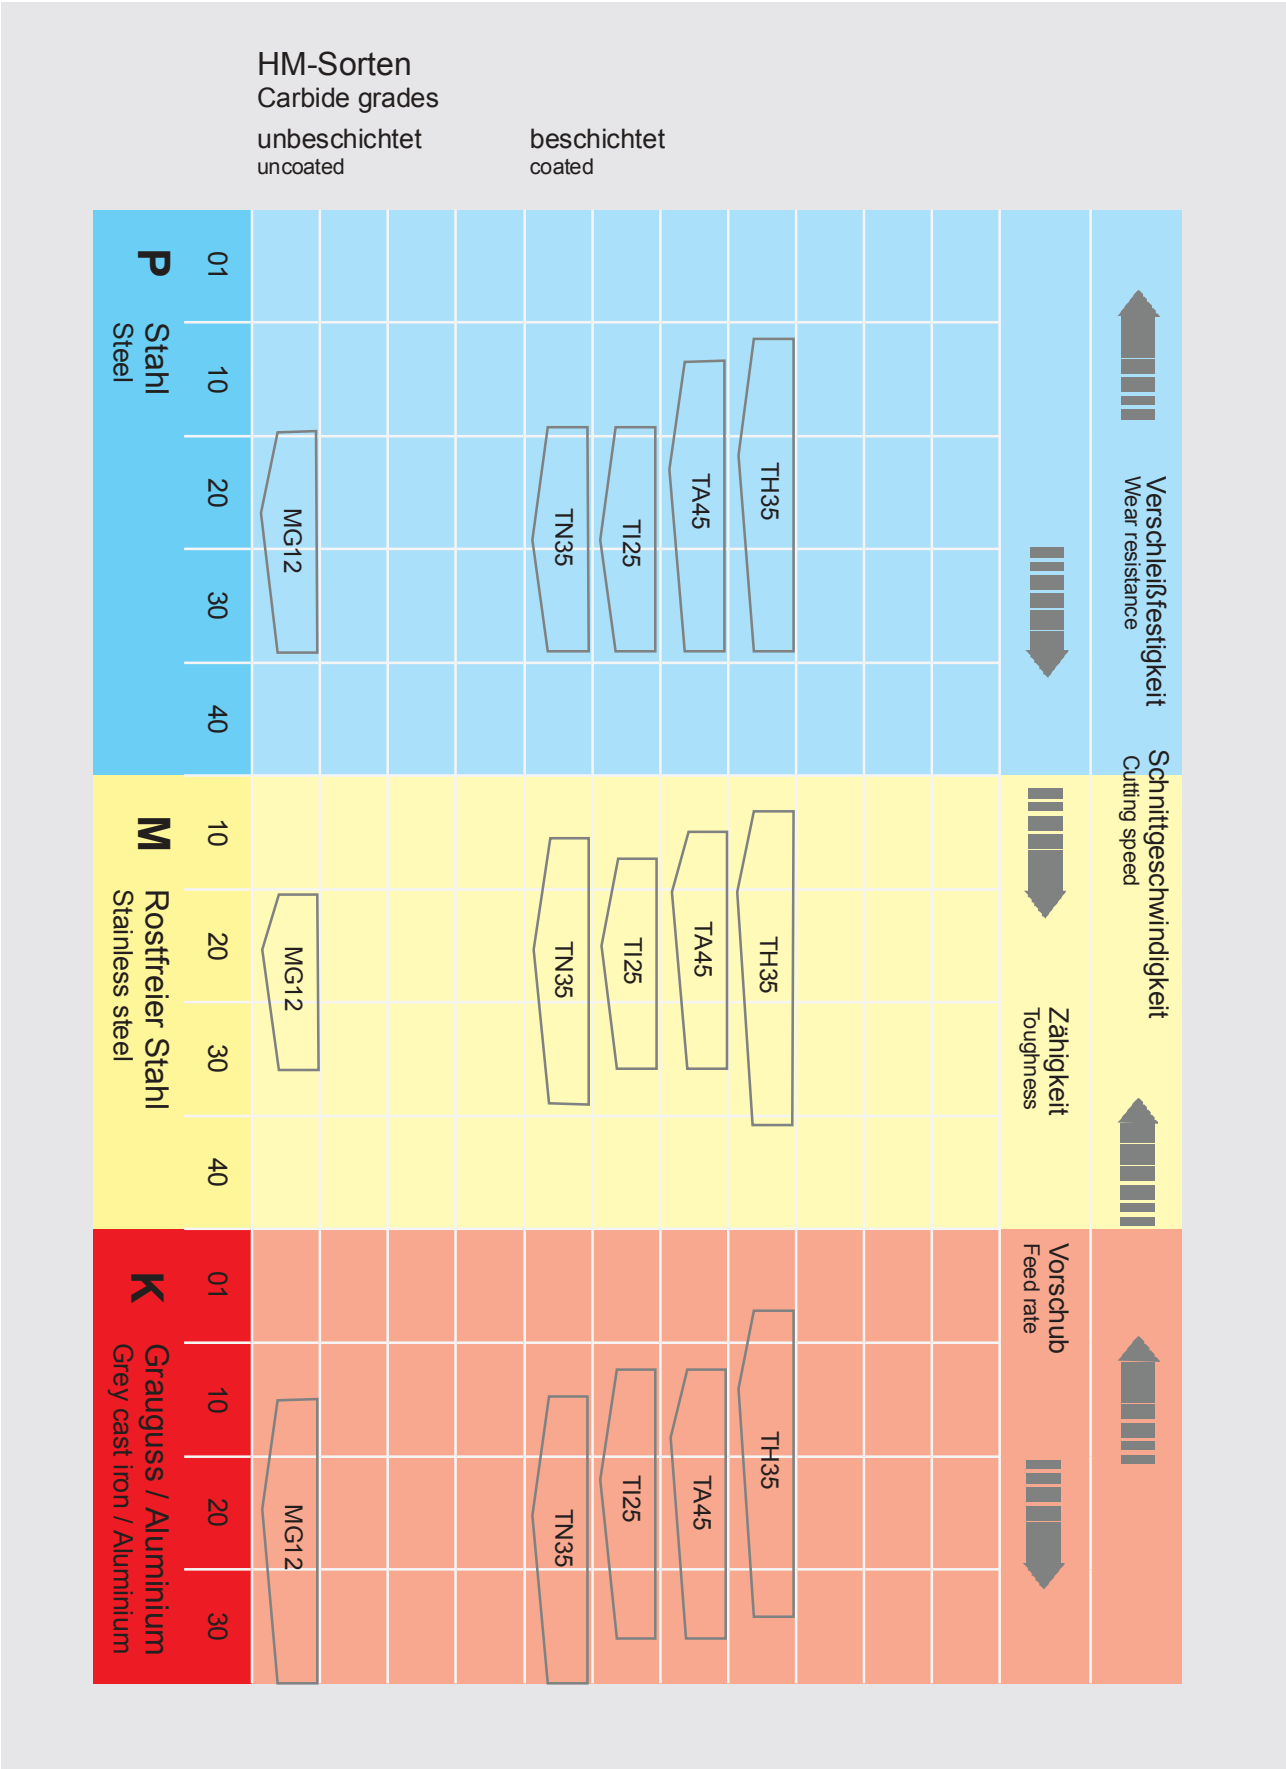 HM-Sorten
Carbide grades
unbeschichtet
uncoated
beschichtet
coated
P
Stahl
Steel
01
10
20
30
40
MG12
TN35
TI25
TA45
TH35
M
Rostfreier Stahl
Stainless steel
10
20
30
40
MG12
TN35
TI25
TA45
TH35
K
Grauguss / Aluminium
Grey cast iron / Aluminium
01
10
20
30
MG12
TN35
TI25
TA45
TH35
Verschleißfestigkeit
Wear resistance
Schnittgeschwindigkeit
Cutting speed
Zähigkeit
Toughness
Vorschub
Feed rate